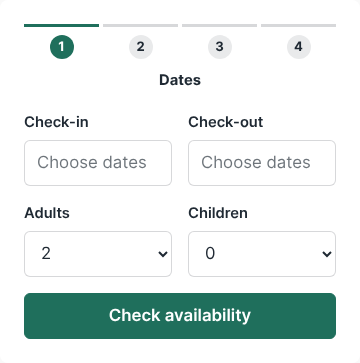 1 2 3 4
Dates
Check-in Check-out
Choose dates Choose dates
Adults Children
2 0
Check availability